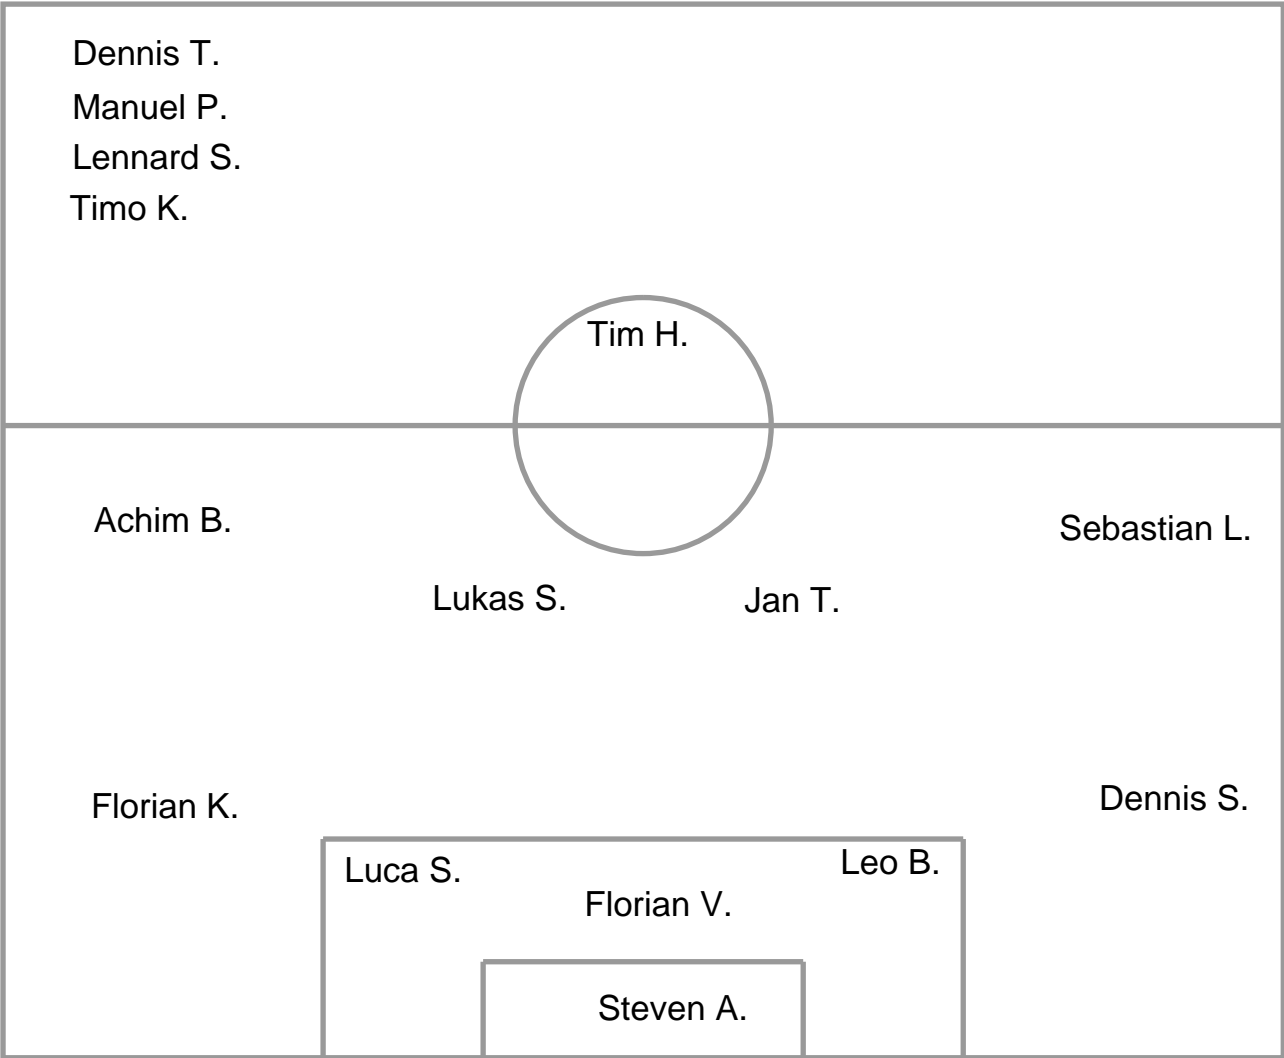 Dennis T.
Manuel P.
Lennard S.
Timo K.
Tim H.
Achim B.
Sebastian L.
Lukas S.
Jan T.
Florian K.
Dennis S.
Luca S.
Leo B.
Florian V.
Steven A.